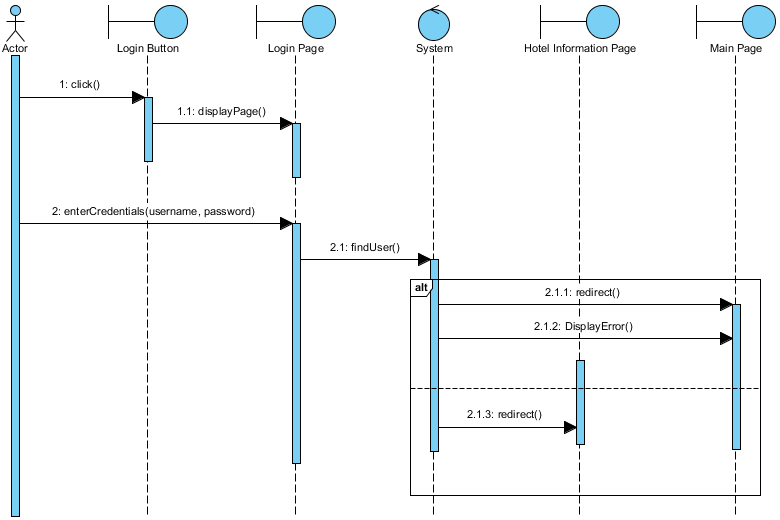 Actor
Login Button
Login Page
System
Hotel Information Page
Main Page
1: click()
1.1: displayPage()
2: enterCredentials(username, password)
2.1: findUser()
alt
2.1.1: redirect()
2.1.2: DisplayError()
2.1.3: redirect()